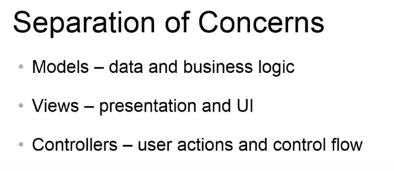 Separation of Concerns
• Models – data and business logic
• Views – presentation and UI
• Controllers – user actions and control flow